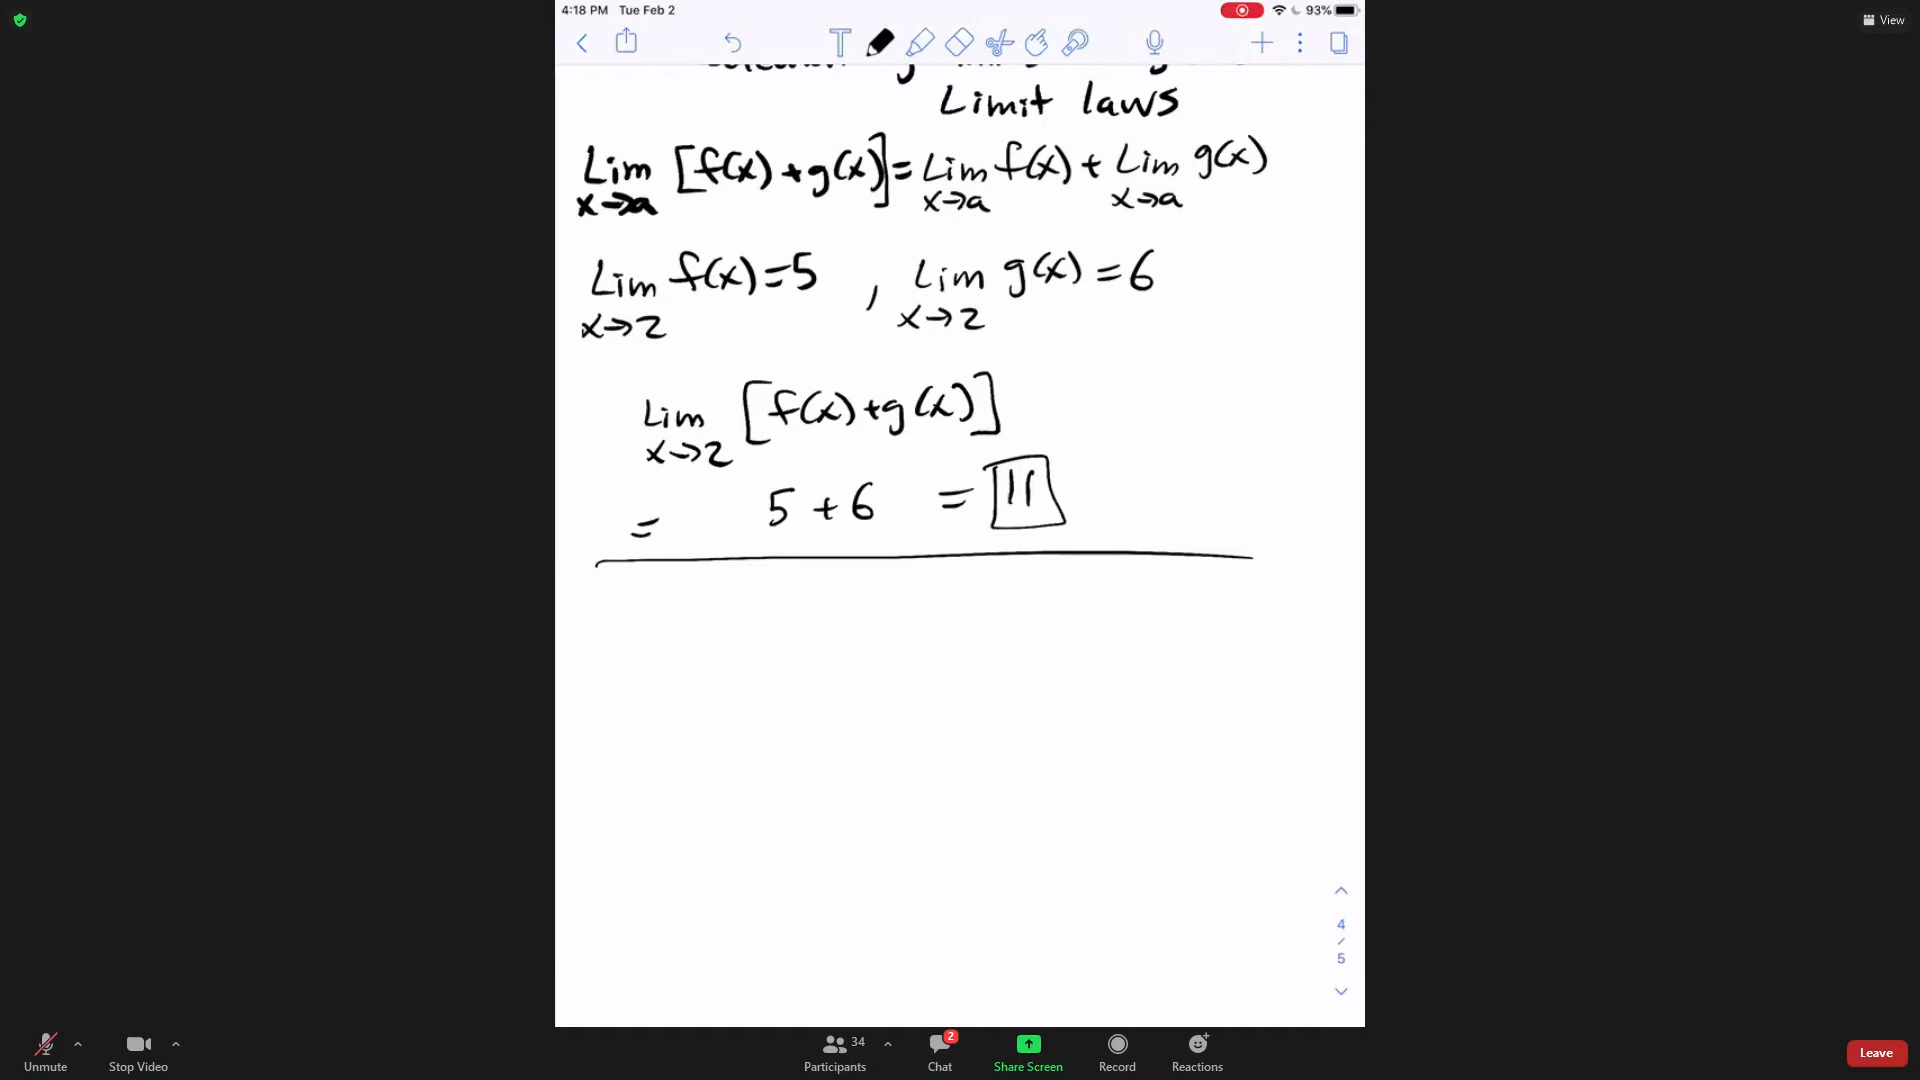 View
4:18 PM Tue Feb 2
93%
Limit laws
Lim [f(x)+g(x)] = Lim f(x) + Lim g(x)
x→a x→a x→a
Lim f(x)=5 , Lim g(x)=6
x→2 x→2
Lim [f(x)+g(x)]
x→2
= 5+6 = 11
4
/
5
Unmute
Stop Video
34
Participants
2
Chat
Share Screen
Record
Reactions
Leave